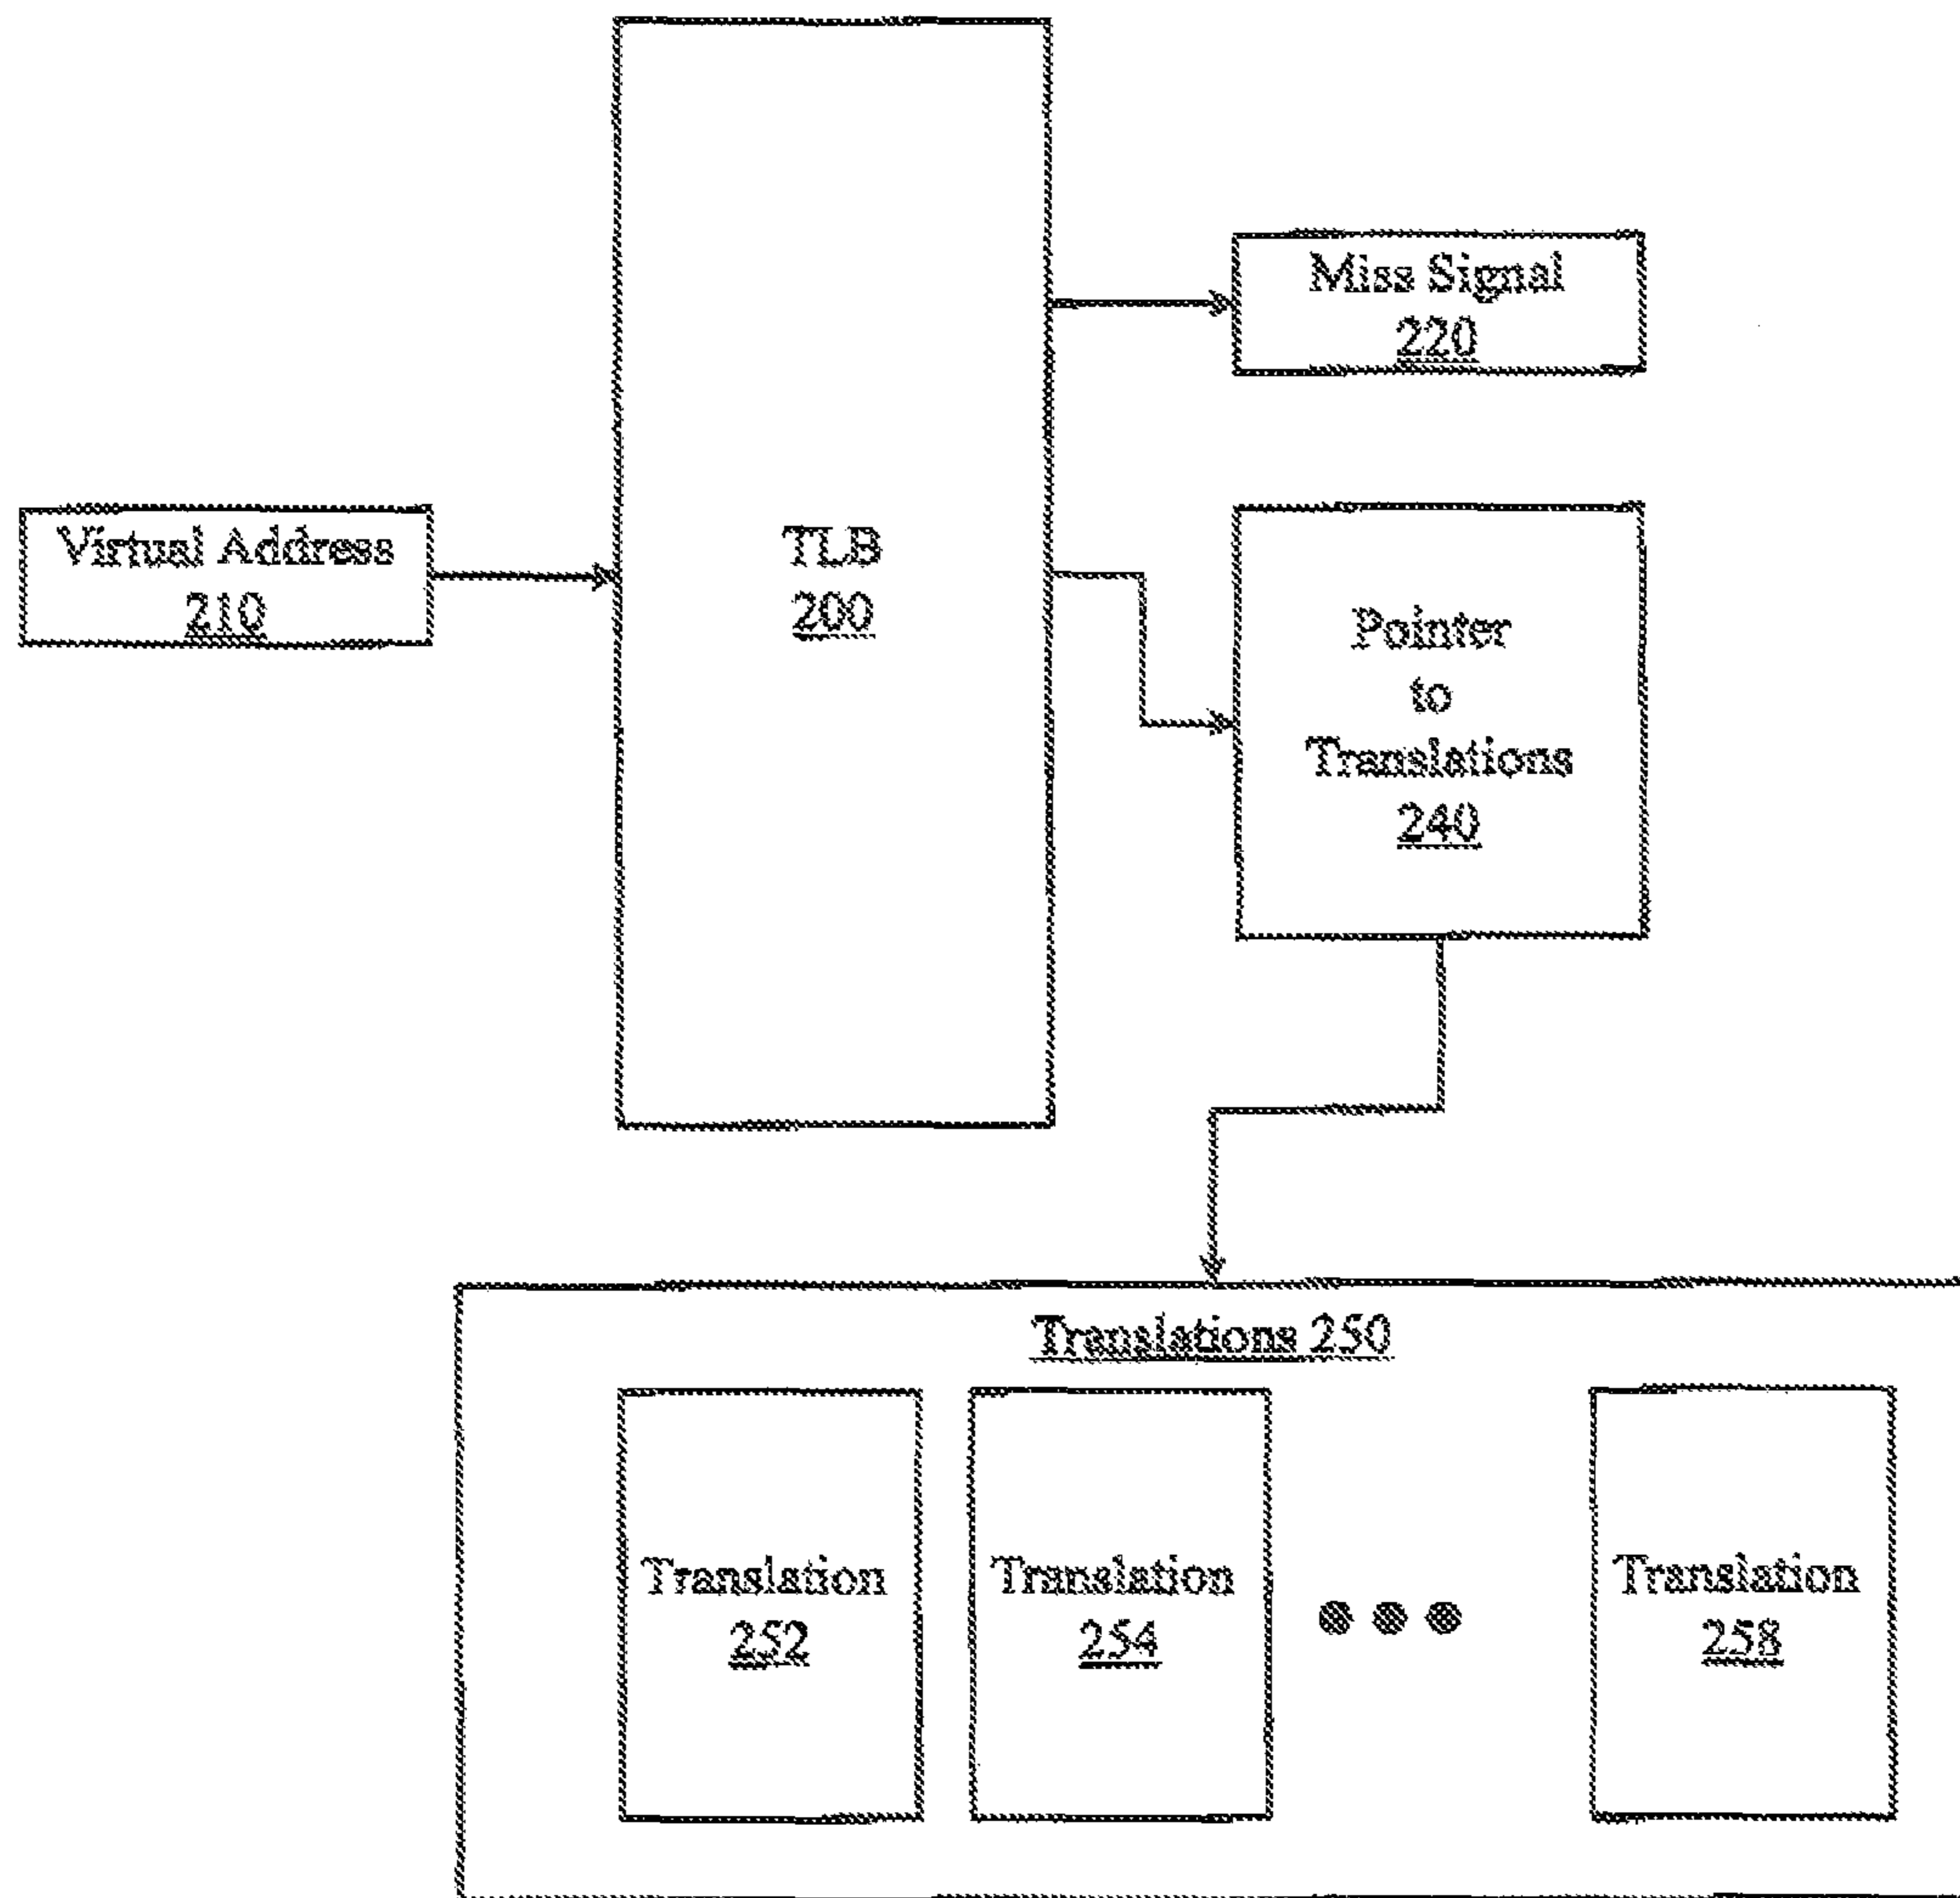 Miss Signal
220
Virtual Address
210
TLB
200
Pointer
to
Translations
240
Translations 250
Translation
252
Translation
254
Translation
258